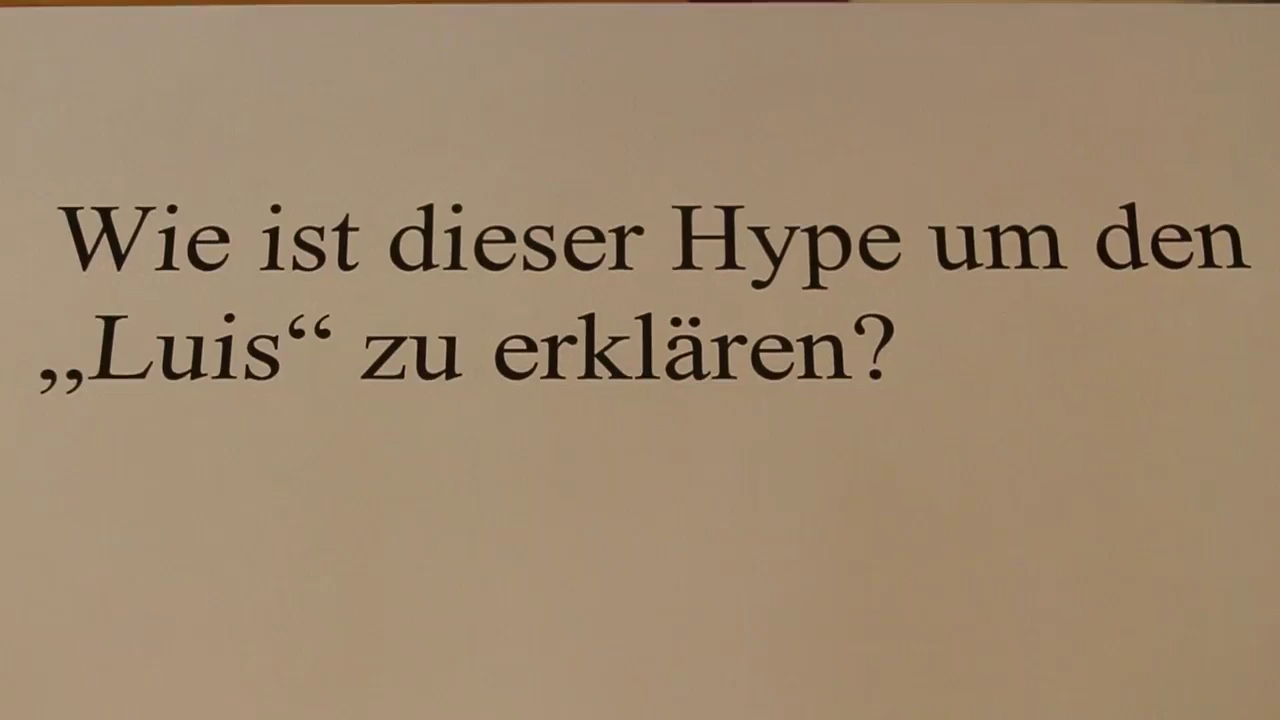 Wie ist dieser Hype um den
„Luis“ zu erklären?